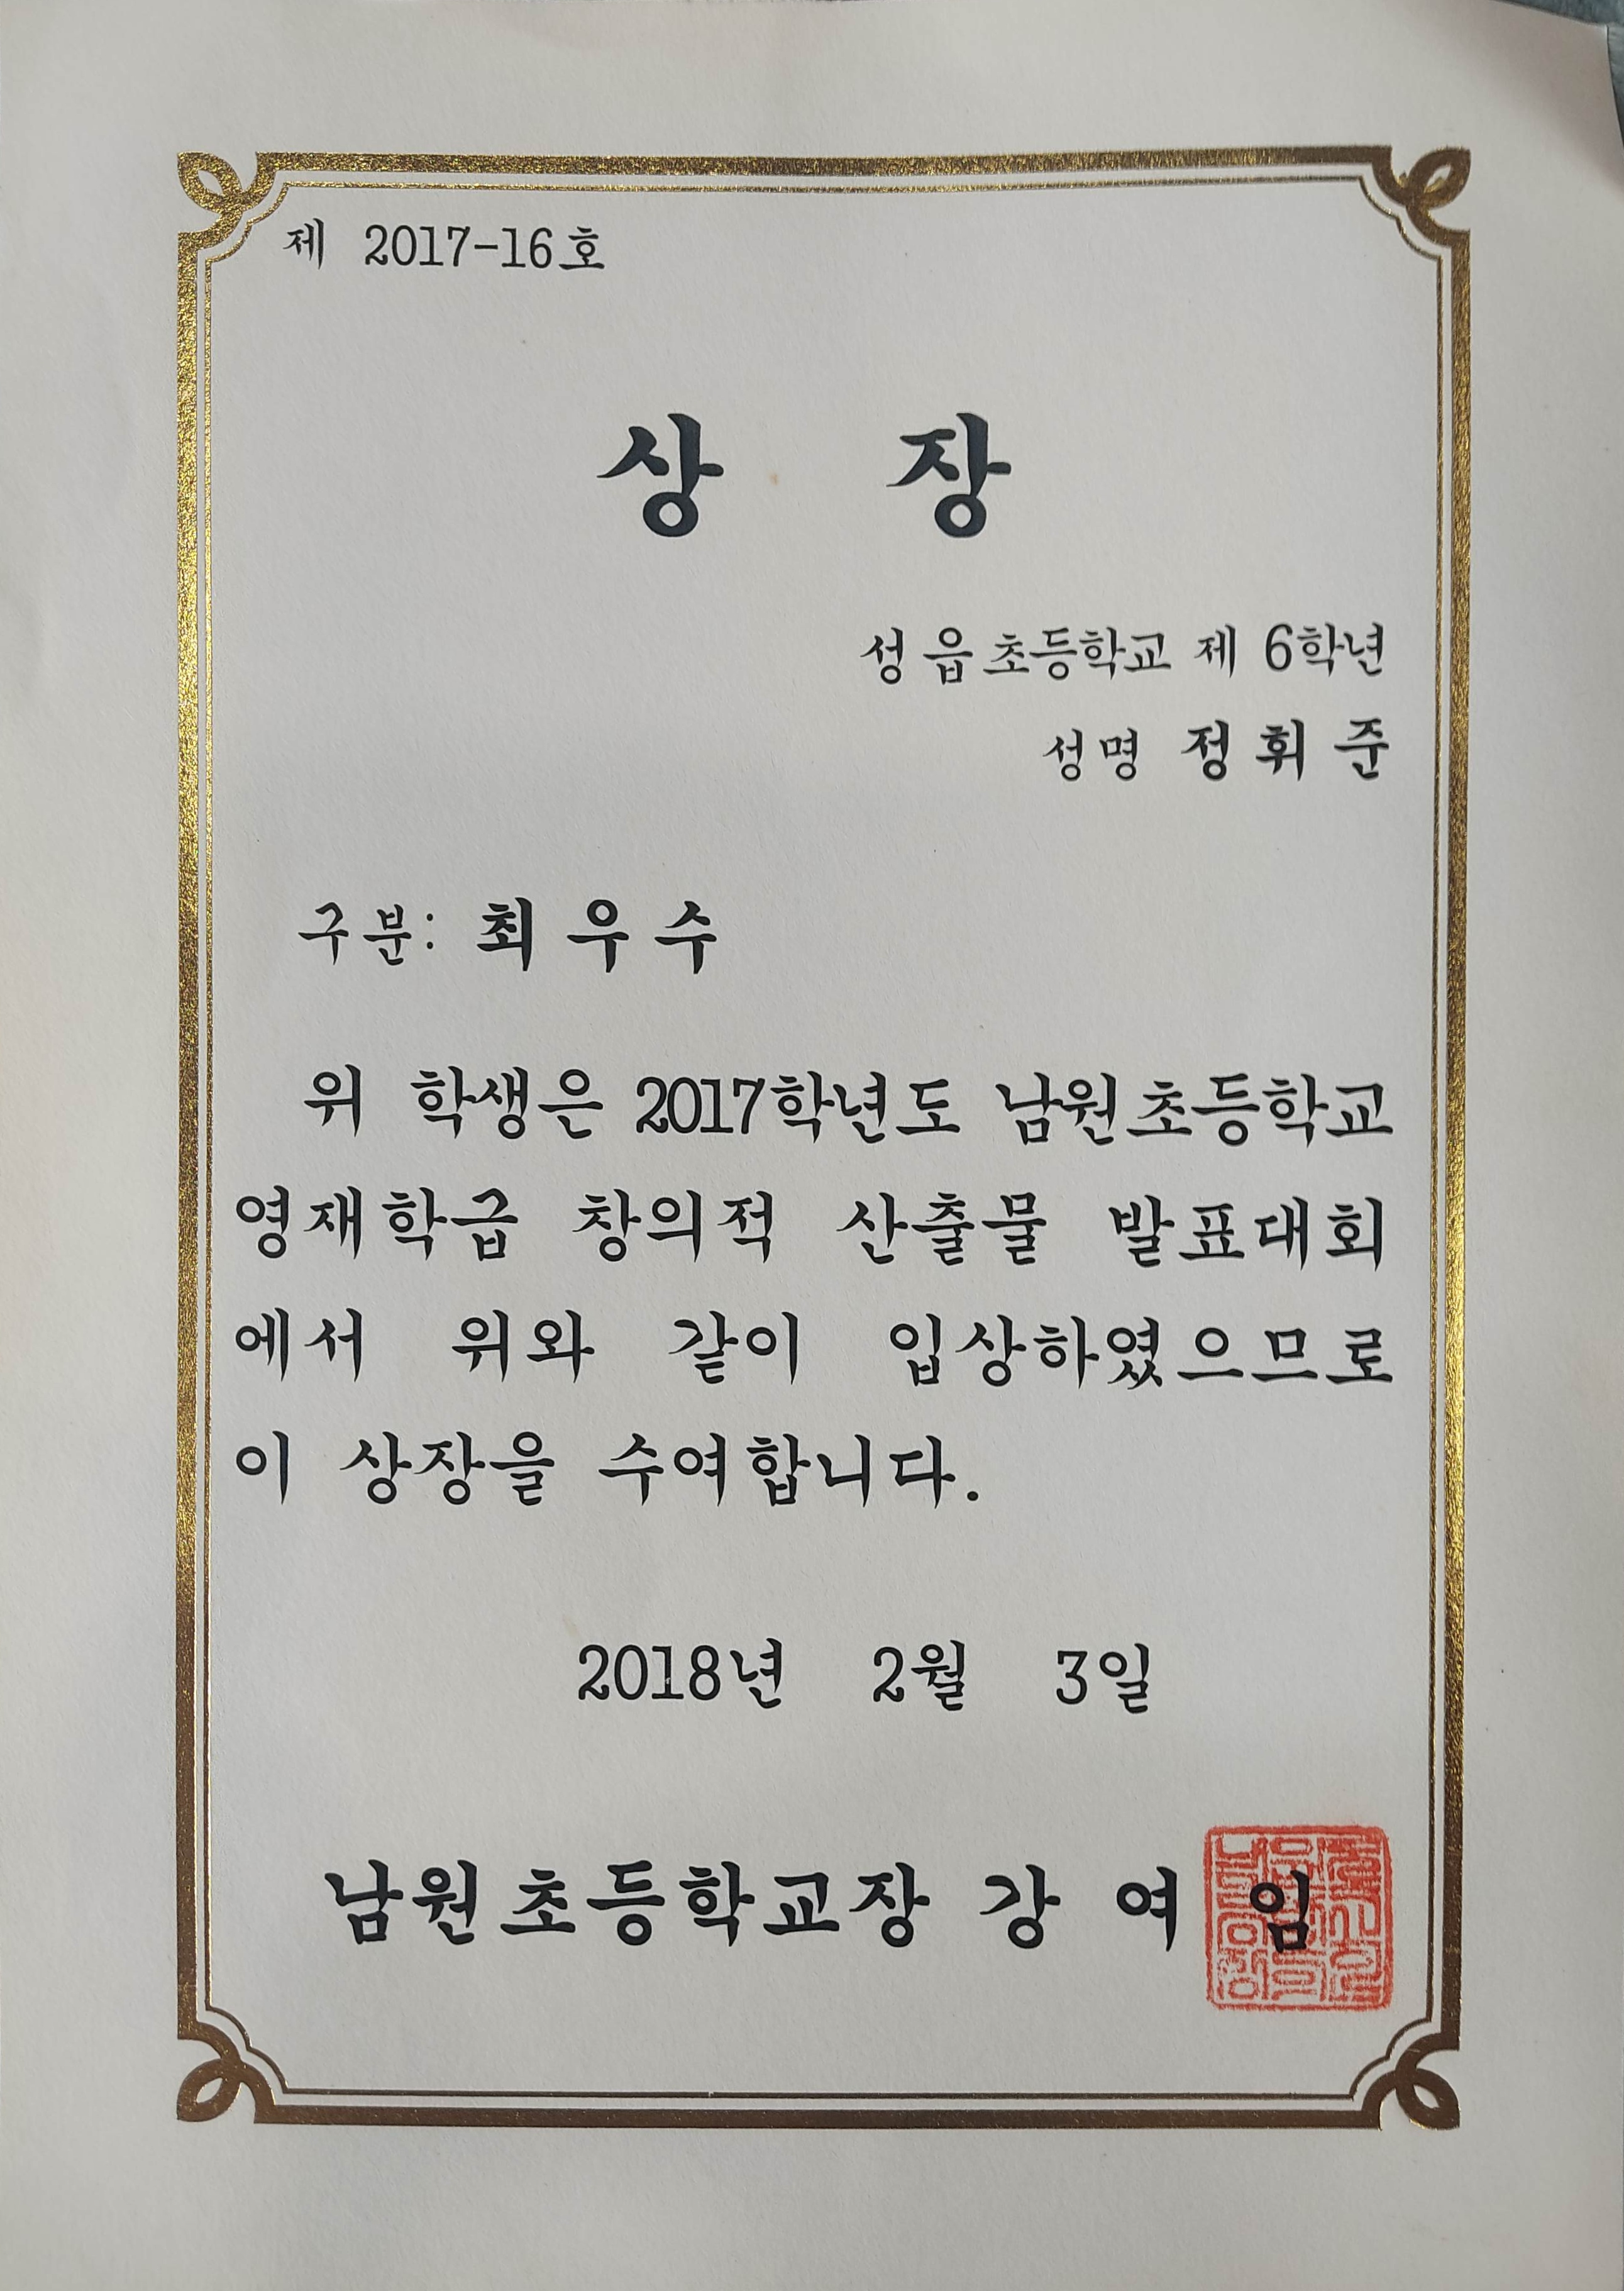 제 2017-16호
상 장
성읍초등학교 제 6학년
성명 정휘준
구분: 최우수
위 학생은 2017학년도 남원초등학교
영재학급 창의적 산출물 발표대회
에서 위와 같이 입상하였으므로
이 상장을 수여합니다.
2018년 2월 3일
남원초등학교장 강 여 임